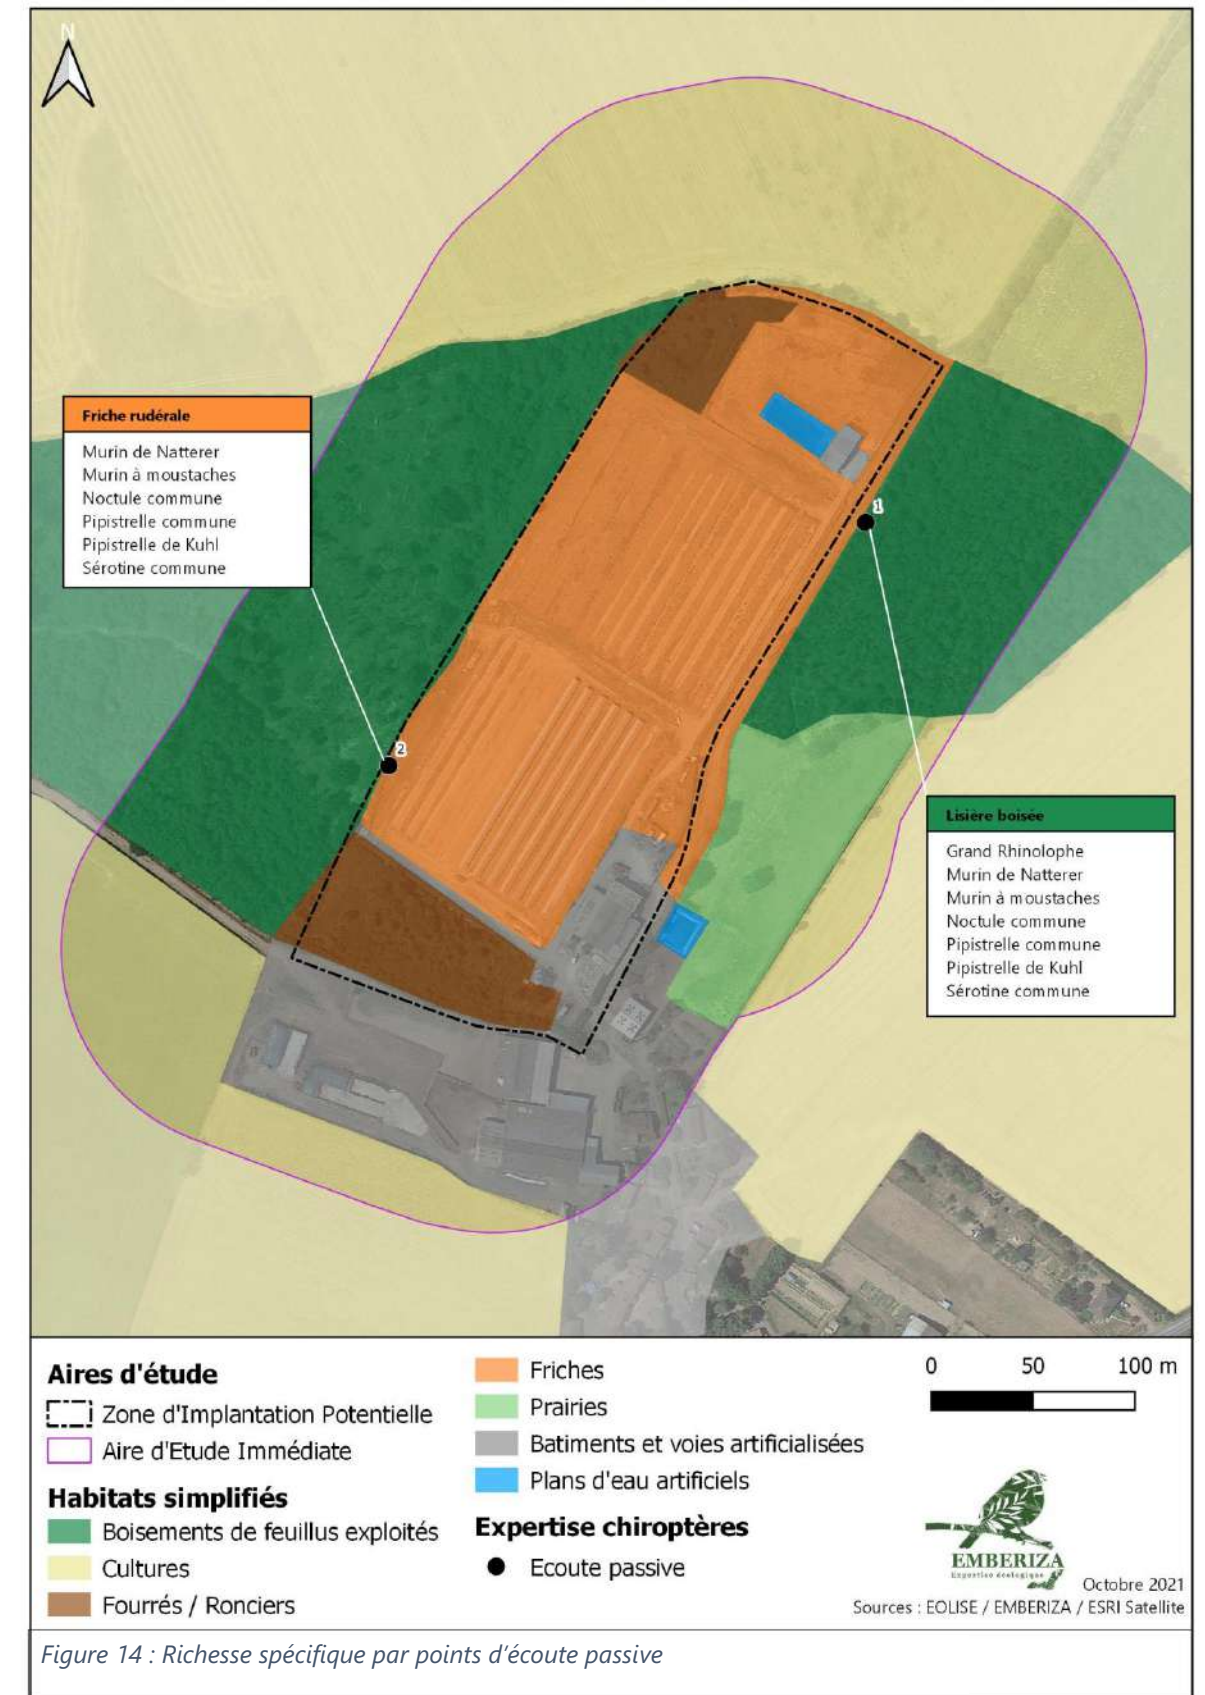 N
Friche rudérale
Murin de Natterer
Murin à moustaches
Noctule commune
Pipistrelle commune
Pipistrelle de Kuhl
Sérotine commune
1
2
Lisière boisée
Grand Rhinolophe
Murin de Natterer
Murin à moustaches
Noctule commune
Pipistrelle commune
Pipistrelle de Kuhl
Sérotine commune
Aires d'étude
Zone d'Implantation Potentielle
Aire d'Etude Immédiate
Habitats simplifiés
Boisements de feuillus exploités
Cultures
Fourrés / Ronciers
Friches
Prairies
Batiments et voies artificialisées
Plans d'eau artificiels
Expertise chiroptères
Ecoute passive
0 50 100 m
EMBERIZA
Expertise écologique
Octobre 2021
Sources : EOLISE / EMBERIZA / ESRI Satellite
Figure 14 : Richesse spécifique par points d'écoute passive